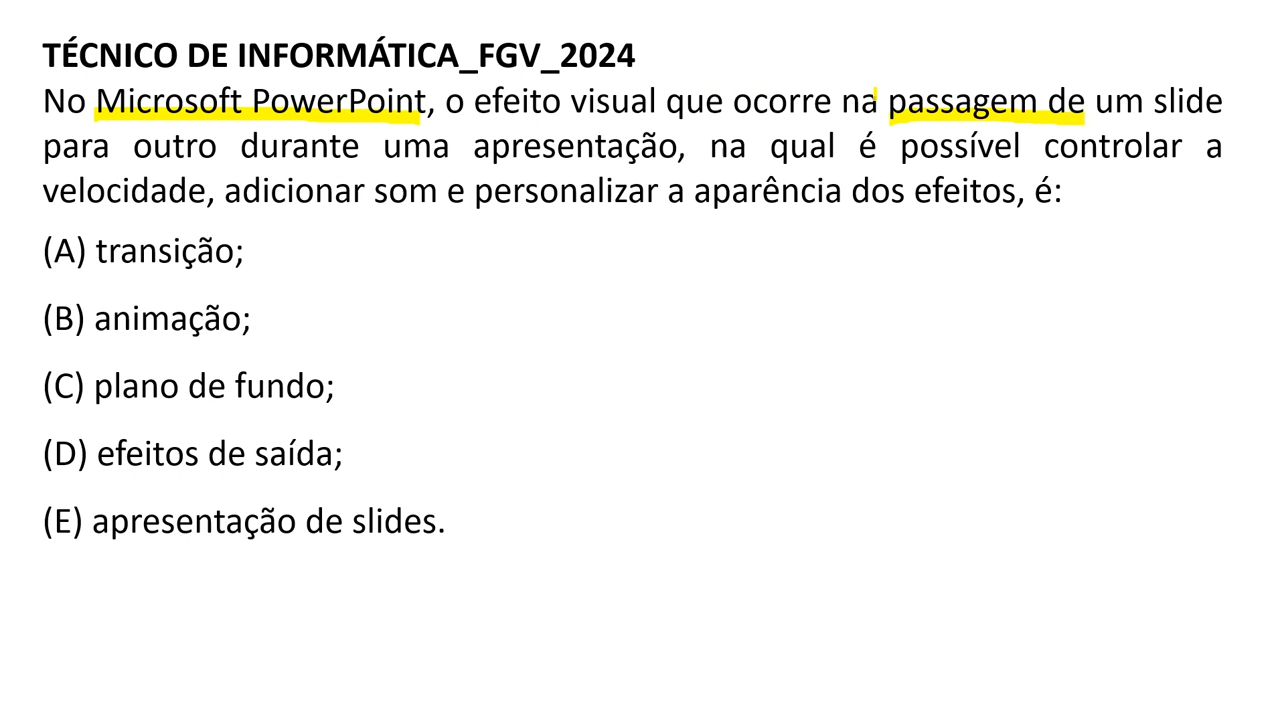 TÉCNICO DE INFORMÁTICA_FGV_2024
No Microsoft PowerPoint, o efeito visual que ocorre na passagem de um slide
para outro durante uma apresentação, na qual é possível controlar a
velocidade, adicionar som e personalizar a aparência dos efeitos, é:
(A) transição;
(B) animação;
(C) plano de fundo;
(D) efeitos de saída;
(E) apresentação de slides.